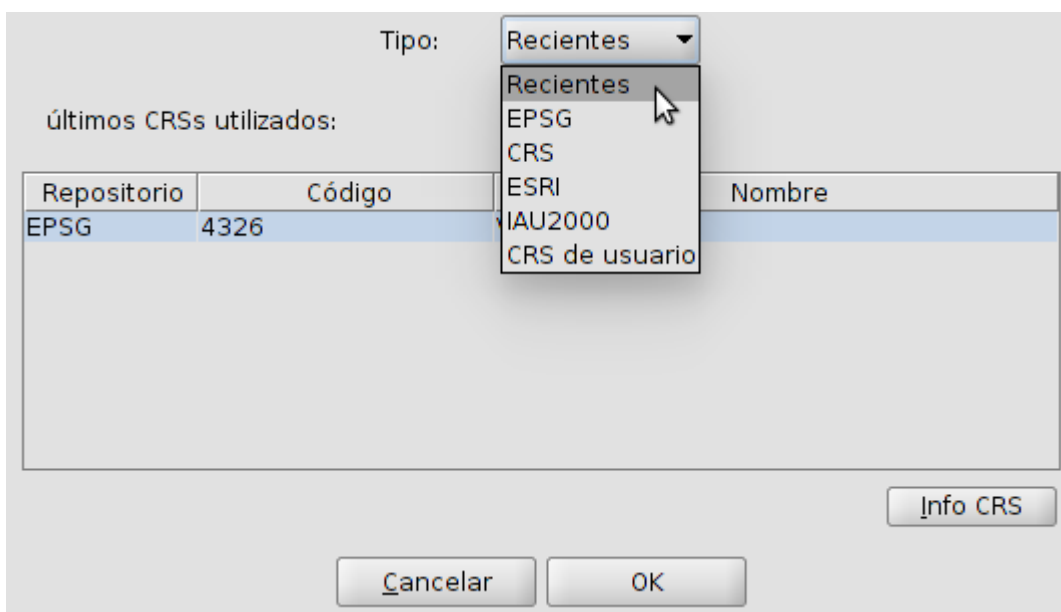 Tipo: Recientes
Recientes
EPSG
últimos CRSs utilizados:
CRS
ESRI
Repositorio Código Nombre
IAU2000
EPSG 4326
CRS de usuario
Info CRS
Cancelar OK